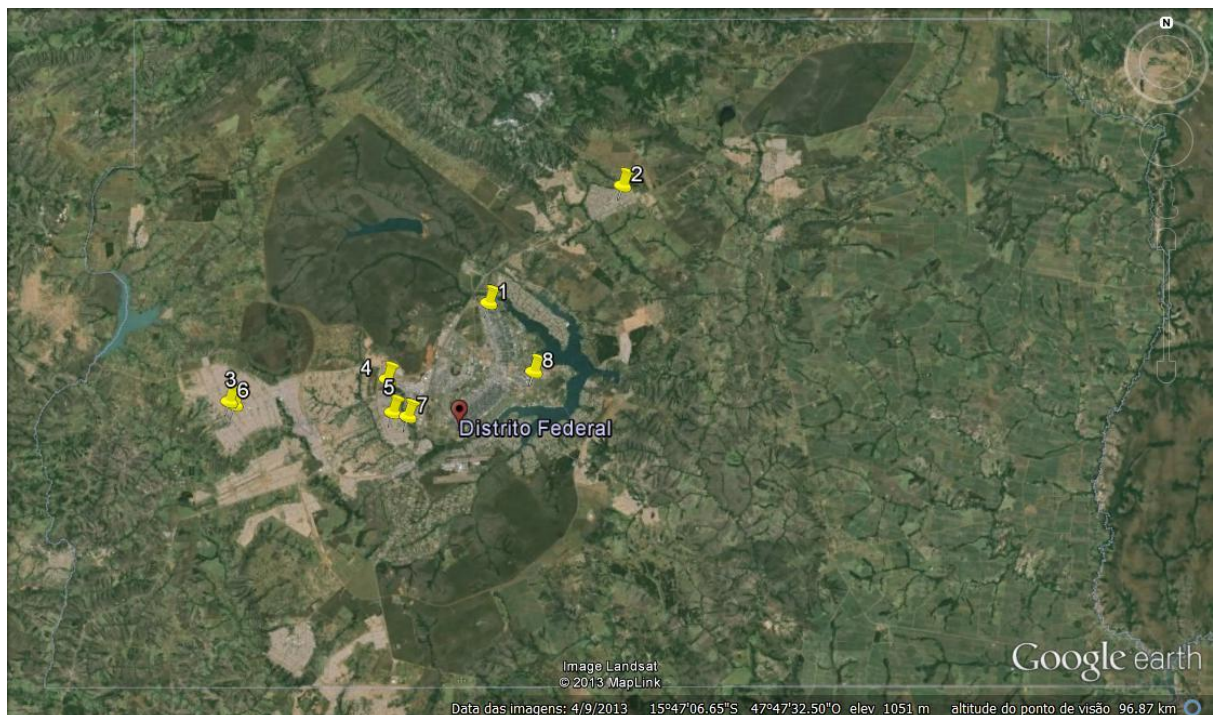 N
2
1
8
4
3
5
6
7
Distrito Federal
Google earth
Image Landsat
© 2013 MapLink
Data das imagens: 4/9/2013 15°47'06.65"S 47°47'32.50"O elev 1051 m altitude do ponto de visão 96.87 km